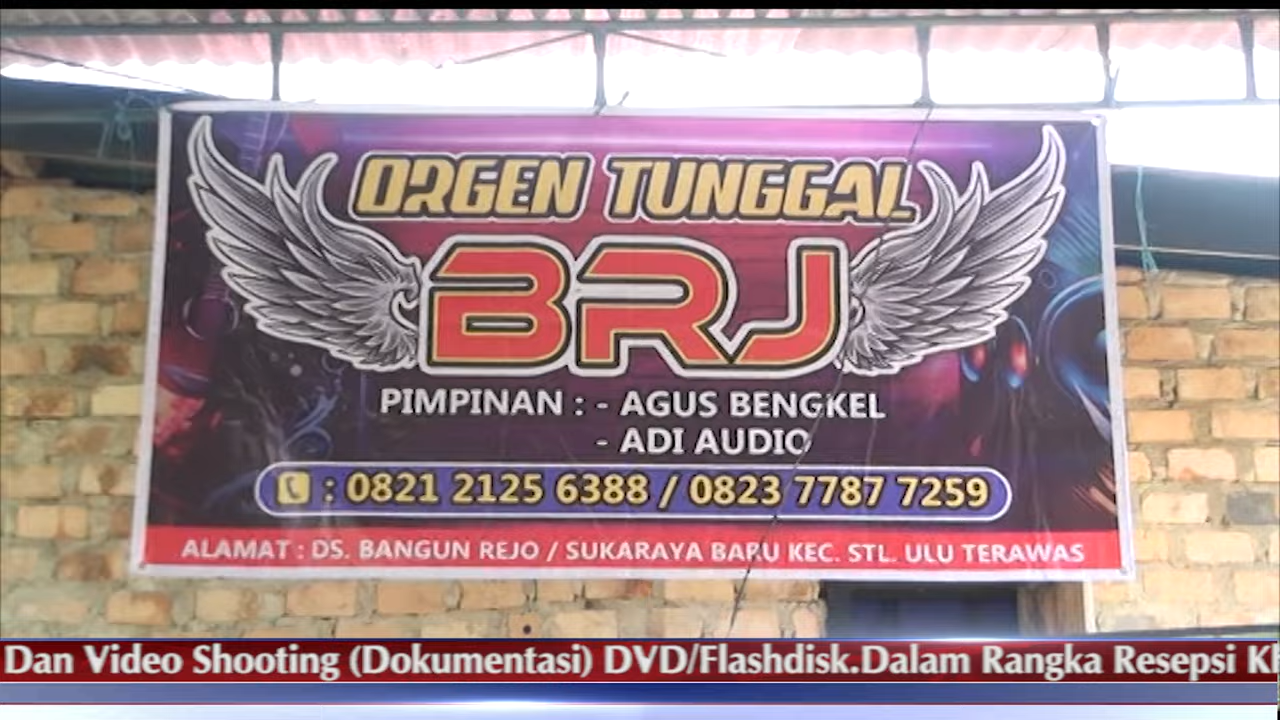 ORGEN TUNGGAL
BRJ
PIMPINAN : - AGUS BENGKEL
- ADI AUDIO
: 0821 2125 6388 / 0823 7787 7259
ALAMAT : DS. BANGUN REJO / SUKARAYA BARU KEC. STL. ULU TERAWAS
Dan Video Shooting (Dokumentasi) DVD/Flashdisk.Dalam Rangka Resepsi